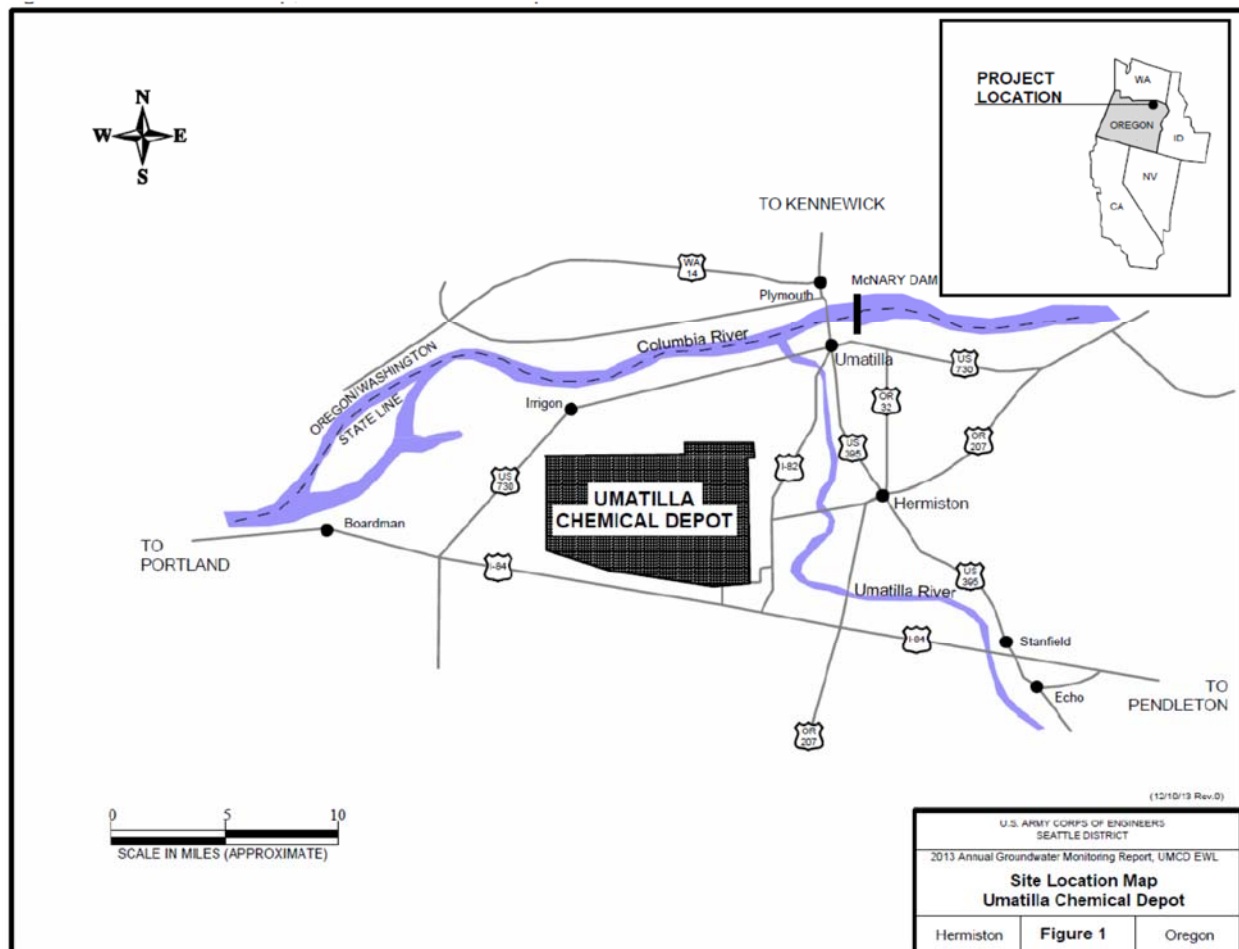 N
W E
S
PROJECT
LOCATION
WA
OREGON
ID
NV
CA
TO KENNEWICK
WA
14
McNARY DAM
Plymouth
Columbia River
Umatilla
US
730
OREGON/WASHINGTON
STATE LINE
Irrigon
OR
32
OR
207
I-82
US
395
US
730
UMATILLA
CHEMICAL DEPOT
Hermiston
Boardman
TO
PORTLAND
I-84
US
395
Umatilla River
I-84
Stanfield
Echo
TO
PENDLETON
OR
207
(12/10/13 Rev.0)
0 5 10
SCALE IN MILES (APPROXIMATE)
U.S. ARMY CORPS OF ENGINEERS
SEATTLE DISTRICT
2013 Annual Groundwater Monitoring Report, UMCD EWL
Site Location Map
Umatilla Chemical Depot
Hermiston Figure 1 Oregon